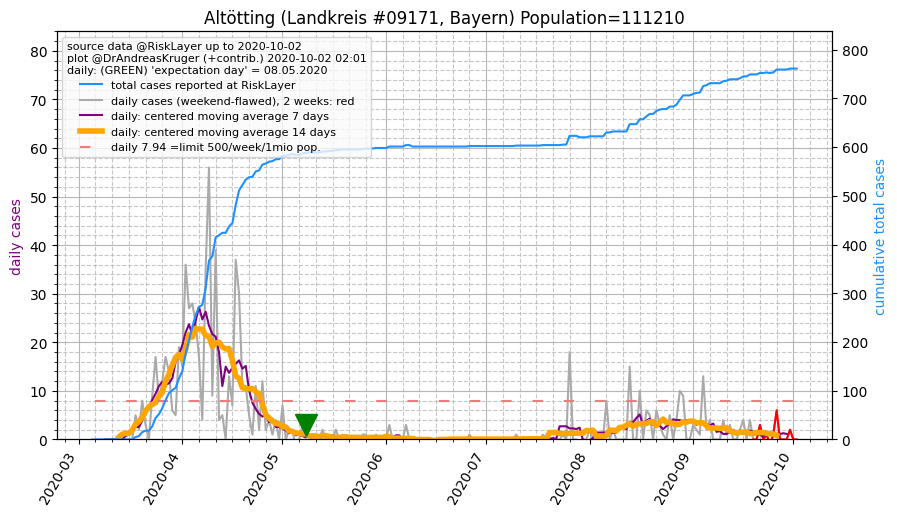 Altötting (Landkreis #09171, Bayern) Population=111210
source data @RiskLayer up to 2020-10-02
plot @DrAndreasKruger (+contrib.) 2020-10-02 02:01
daily: (GREEN) 'expectation day' = 08.05.2020
total cases reported at RiskLayer
daily cases (weekend-flawed), 2 weeks: red
daily: centered moving average 7 days
daily: centered moving average 14 days
daily 7.94 =limit 500/week/1mio pop.
daily cases
80
70
60
50
40
30
20
10
0
cumulative total cases
800
700
600
500
400
300
200
100
0
2020-03
2020-04
2020-05
2020-06
2020-07
2020-08
2020-09
2020-10